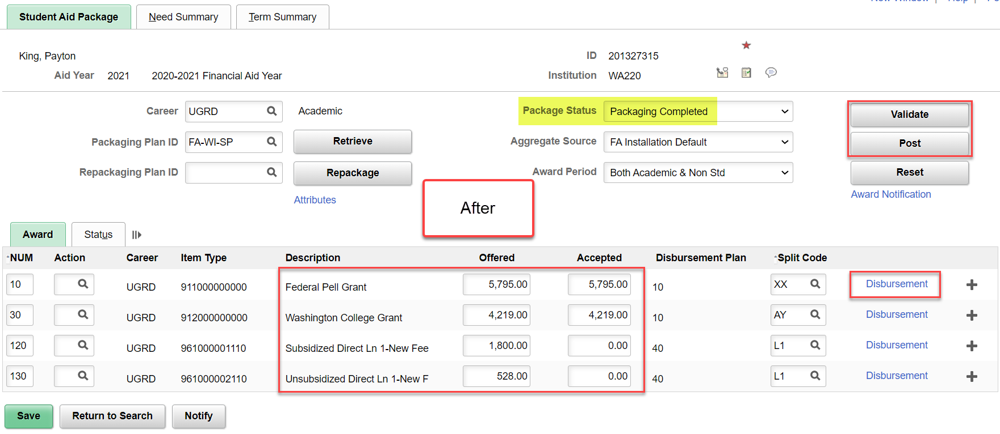 New Window | Help |
Student Aid Package Need Summary Term Summary
King, Payton ID 201327315
Aid Year 2021 2020-2021 Financial Aid Year Institution WA220
Career UGRD Academic Package Status Packaging Completed Validate
Packaging Plan ID FA-WI-SP Retrieve Aggregate Source FA Installation Default Post
Repackaging Plan ID Repackage Award Period Both Academic & Non Std Reset
Attributes Award Notification
After
Award Status
*NUM Action Career Item Type Description Offered Accepted Disbursement Plan *Split Code
10 UGRD 911000000000 Federal Pell Grant 5,795.00 5,795.00 10 XX Disbursement
30 UGRD 912000000000 Washington College Grant 4,219.00 4,219.00 10 AY Disbursement
120 UGRD 961000001110 Subsidized Direct Ln 1-New Fee 1,800.00 0.00 40 L1 Disbursement
130 UGRD 961000002110 Unsubsidized Direct Ln 1-New F 528.00 0.00 40 L1 Disbursement
Save Return to Search Notify